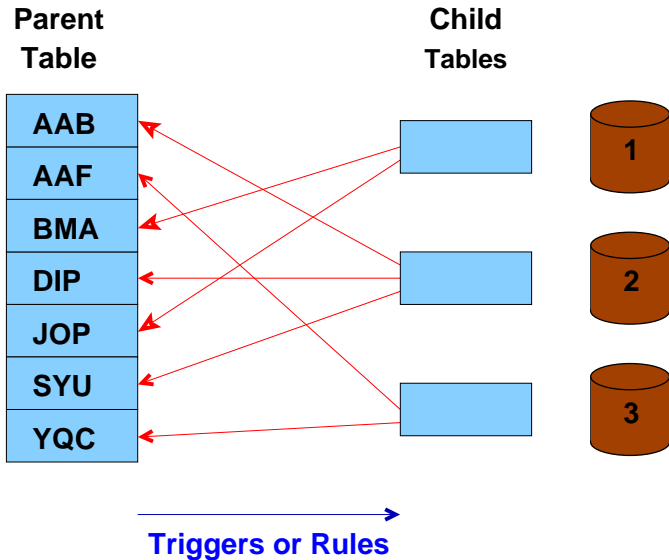 Parent
Table
Child
Tables
AAB
AAF
BMA
DIP
JOP
SYU
YQC
1
2
3
Triggers or Rules